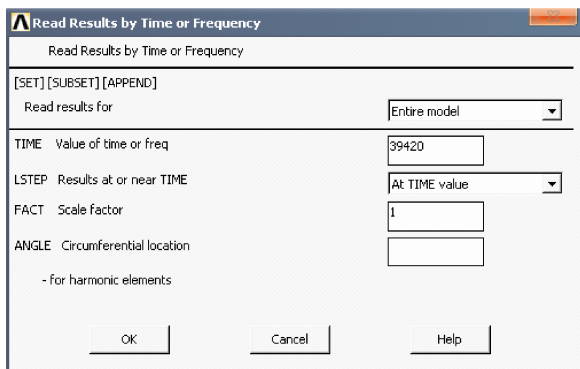 Read Results by Time or Frequency
Read Results by Time or Frequency
[SET] [SUBSET] [APPEND]
Read results for Entire model
TIME Value of time or freq 39420
LSTEP Results at or near TIME At TIME value
FACT Scale factor 1
ANGLE Circumferential location
- for harmonic elements
OK Cancel Help